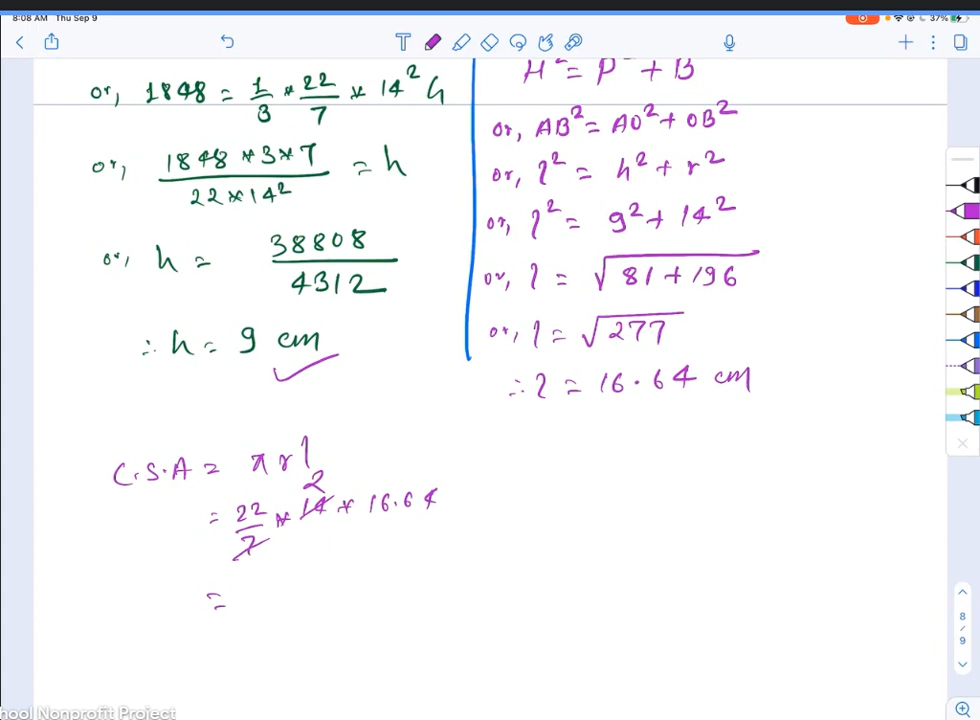 8:08 AM Thu Sep 9
37%
or, 1848 = 1/3 * 22/7 * 14² h
or, 1848*3*7 / 22*14² = h
or, h = 38808 / 4312
∴ h = 9 cm
H² = P² + B
or, AB² = AO² + OB²
or, l² = h² + r²
or, l² = 9² + 14²
or, l = √81 + 196
or, l = √277
∴ l = 16.64 cm
C.S.A = π r l
= 22/7 * 14 2 * 16.64
=
8
/
9
hool Nonprofit Project